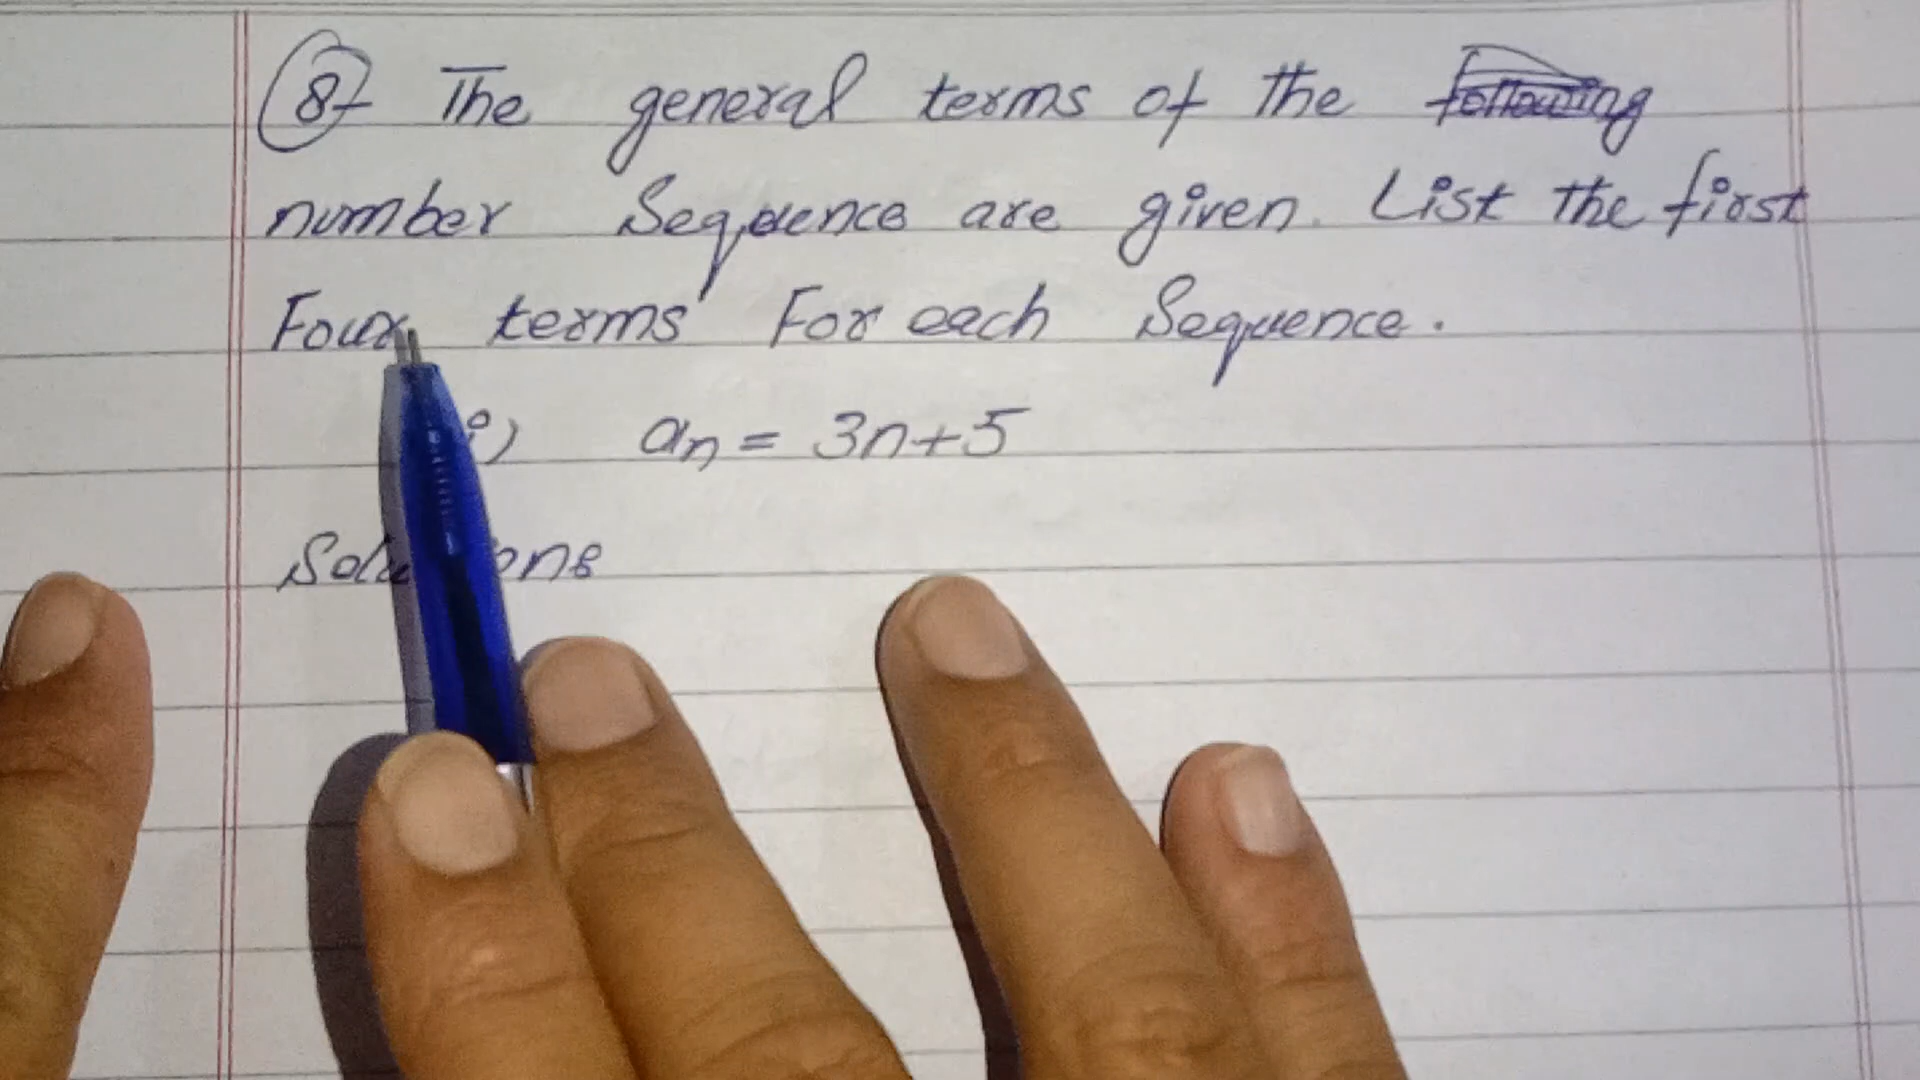 8 The general terms of the following
number Sequence are given. List the first
Four terms For each Sequence.
i) an = 3n+5